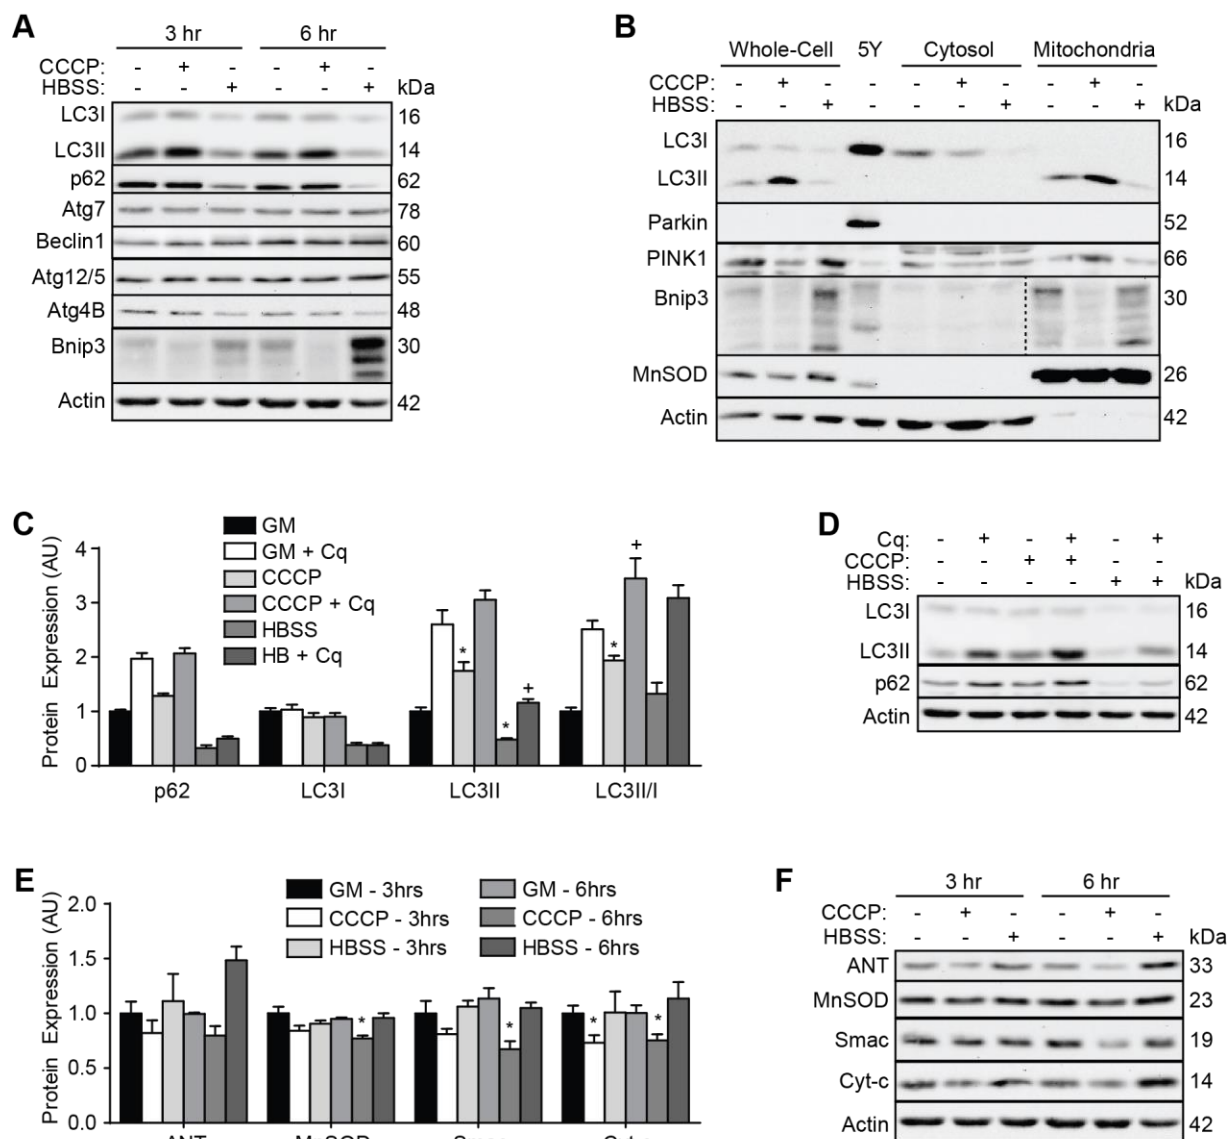 A
3 hr 6 hr
CCCP: - + - - + -
HBSS: - - + - - + kDa
LC3I 16
LC3II 14
p62 62
Atg7 78
Beclin1 60
Atg12/5 55
Atg4B 48
Bnip3 30
Actin 42
B
Whole-Cell 5Y Cytosol Mitochondria
CCCP: - + - - - + - - + -
HBSS: - - + - - - + - - + kDa
LC3I 16
LC3II 14
Parkin 52
PINK1 66
Bnip3 30
MnSOD 26
Actin 42
C
GM
GM + Cq
CCCP
CCCP + Cq
HBSS
HB + Cq
Protein Expression (AU)
4
3
2
1
0
* * + * +
p62 LC3I LC3II LC3II/I
D
Cq: - + - + - +
CCCP: - - + + - -
HBSS: - - - - + + kDa
LC3I 16
LC3II 14
p62 62
Actin 42
E
GM - 3hrs GM - 6hrs
CCCP - 3hrs CCCP - 6hrs
HBSS - 3hrs HBSS - 6hrs
Protein Expression (AU)
2.0
1.5
1.0
0.5
0.0
* * * *
F
3 hr 6 hr
CCCP: - + - - + -
HBSS: - - + - - + kDa
ANT 33
MnSOD 23
Smac 19
Cyt-c 14
Actin 42